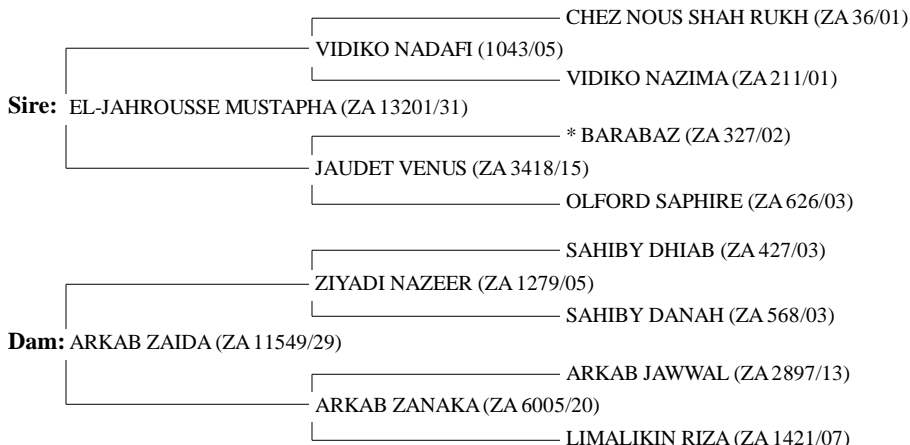 CHEZ NOUS SHAH RUKH (ZA 36/01)
VIDIKO NADAFI (1043/05)
VIDIKO NAZIMA (ZA 211/01)
Sire: EL-JAHROUSSE MUSTAPHA (ZA 13201/31)
* BARABAZ (ZA 327/02)
JAUDET VENUS (ZA 3418/15)
OLFORD SAPHIRE (ZA 626/03)
SAHIBY DHIAB (ZA 427/03)
ZIYADI NAZEER (ZA 1279/05)
SAHIBY DANAH (ZA 568/03)
Dam: ARKAB ZAIDA (ZA 11549/29)
ARKAB JAWWAL (ZA 2897/13)
ARKAB ZANAKA (ZA 6005/20)
LIMALIKIN RIZA (ZA 1421/07)